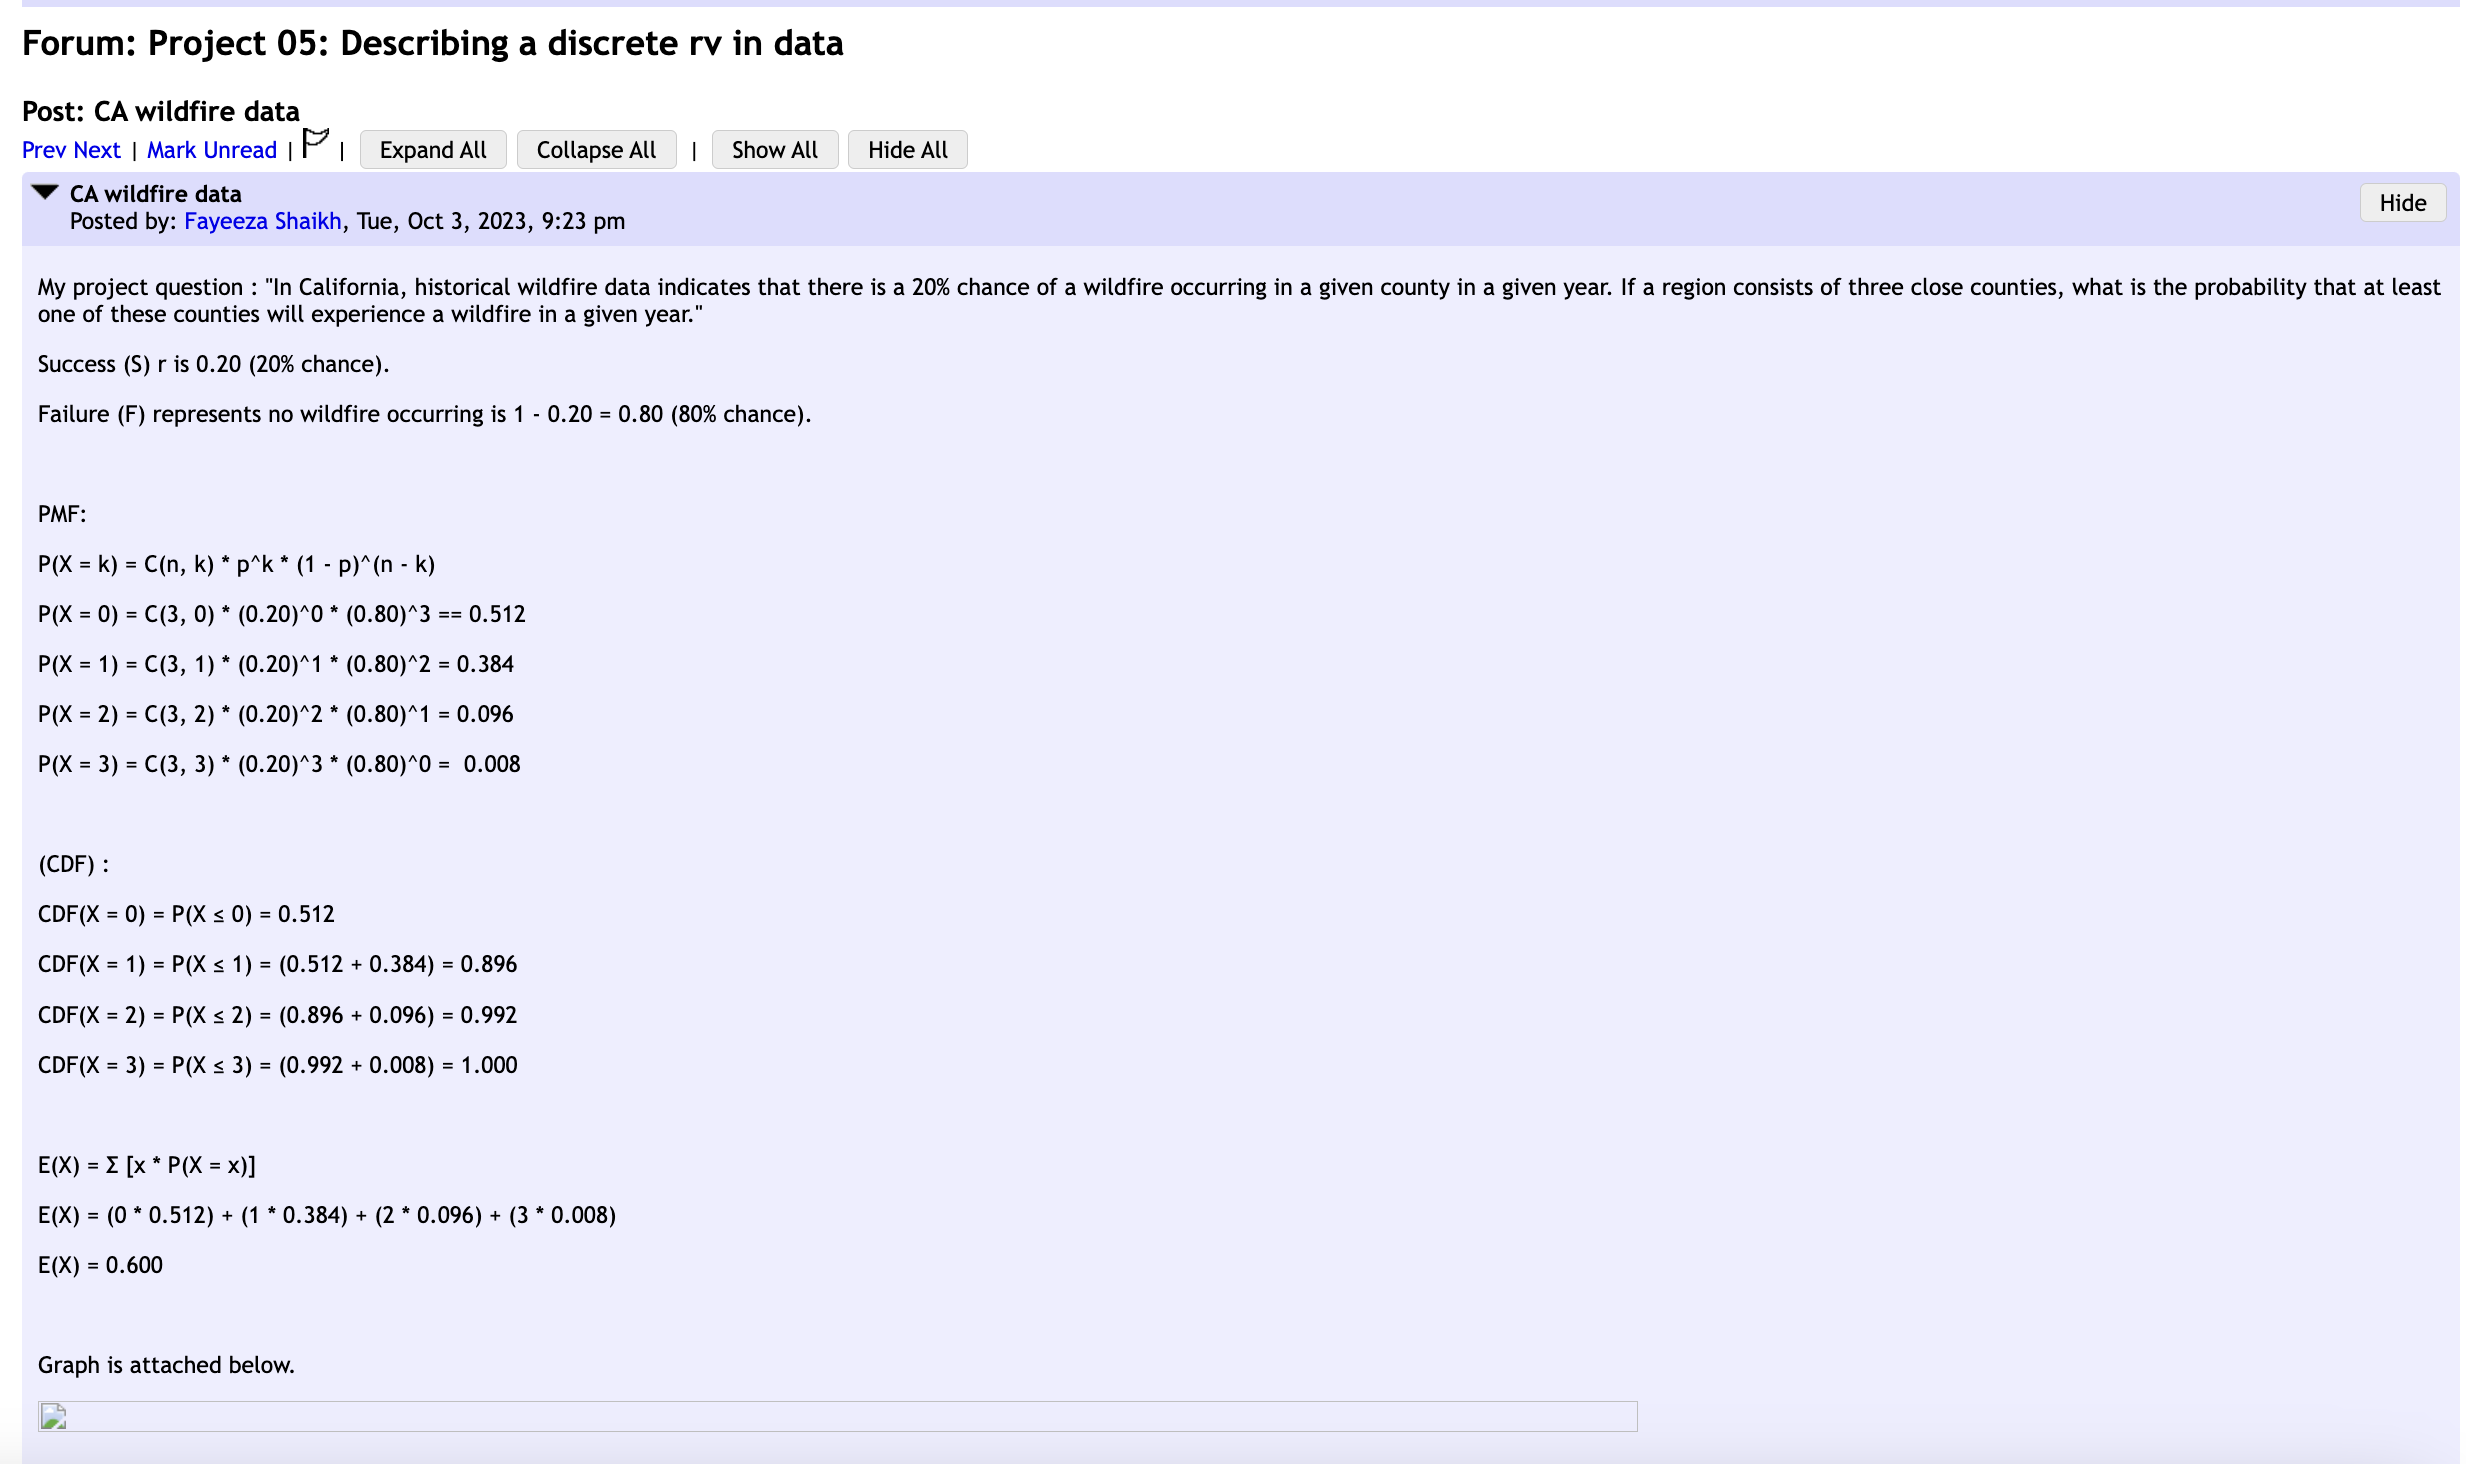 Forum: Project 05: Describing a discrete rv in data
Post: CA wildfire data
Prev Next | Mark Unread | | Expand All Collapse All | Show All Hide All
CA wildfire data
Posted by: Fayeeza Shaikh, Tue, Oct 3, 2023, 9:23 pm
Hide
My project question : "In California, historical wildfire data indicates that there is a 20% chance of a wildfire occurring in a given county in a given year. If a region consists of three close counties, what is the probability that at least
one of these counties will experience a wildfire in a given year."
Success (S) r is 0.20 (20% chance).
Failure (F) represents no wildfire occurring is 1 - 0.20 = 0.80 (80% chance).
PMF:
P(X = k) = C(n, k) * p^k * (1 - p)^(n - k)
P(X = 0) = C(3, 0) * (0.20)^0 * (0.80)^3 == 0.512
P(X = 1) = C(3, 1) * (0.20)^1 * (0.80)^2 = 0.384
P(X = 2) = C(3, 2) * (0.20)^2 * (0.80)^1 = 0.096
P(X = 3) = C(3, 3) * (0.20)^3 * (0.80)^0 =  0.008
(CDF) :
CDF(X = 0) = P(X ≤ 0) = 0.512
CDF(X = 1) = P(X ≤ 1) = (0.512 + 0.384) = 0.896
CDF(X = 2) = P(X ≤ 2) = (0.896 + 0.096) = 0.992
CDF(X = 3) = P(X ≤ 3) = (0.992 + 0.008) = 1.000
E(X) = Σ [x * P(X = x)]
E(X) = (0 * 0.512) + (1 * 0.384) + (2 * 0.096) + (3 * 0.008)
E(X) = 0.600
Graph is attached below.